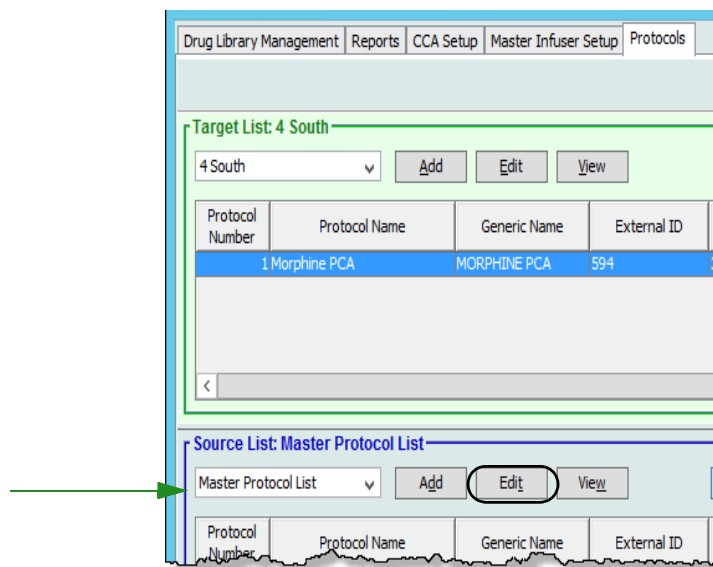 Drug Library Management Reports CCA Setup Master Infuser Setup Protocols
Target List: 4 South
4 South Add Edit View
Protocol Number Protocol Name Generic Name External ID
1 Morphine PCA MORPHINE PCA 594
Source List: Master Protocol List
Master Protocol List Add Edit View
Protocol Number Protocol Name Generic Name External ID